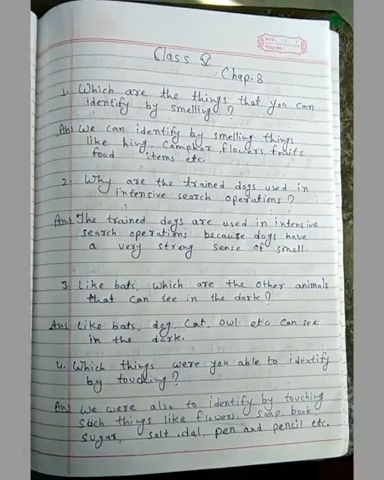 Class V
Chap. 8
1. Which are the things that you can
identify by smelling ?
Ans We can identify by smelling things
like hing, camphor, flowers, fruits
food items etc.
2. Why are the trained dogs used in
intensive search operations ?
Ans The trained dogs are used in intensive
search operations because dogs have
a very strong sense of smell.
3 Like bats, which are the other animals
that can see in the dark ?
Ans Like bats, dog, cat, owl etc can see
in the dark.
4. Which things were you able to identify
by touching ?
Ans We were also to identify by touching
such things like flowers, soap, book,
sugar, salt, dal, pen and pencil etc.